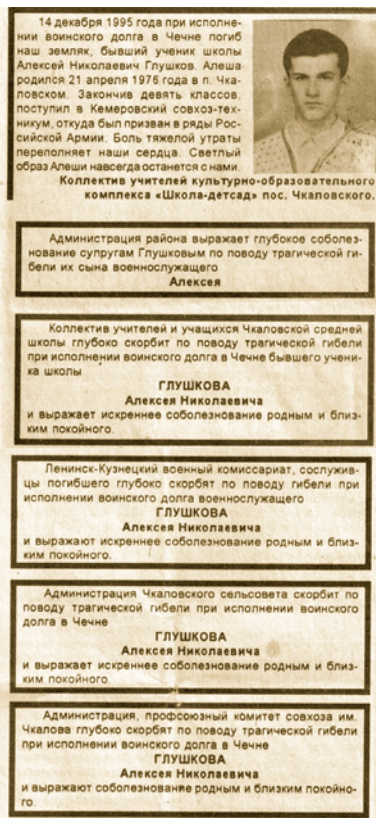 14 декабря 1995 года при исполне-
нии воинского долга в Чечне погиб
наш земляк, бывший ученик школы
Алексей Николаевич Глушков. Алеша
родился 21 апреля 1976 года в п. Чка-
ловском. Закончив девять классов,
поступил в Кемеровский совхоз-тех-
никум, откуда был призван в ряды Рос-
сийской Армии. Боль тяжелой утраты
переполняет наши сердца. Светлый
образ Алеши навсегда останется с нами.
Коллектив учителей культурно-образовательного
комплекса «Школа-детсад» пос. Чкаловского.
Администрация района выражает глубокое соболез-
нование супругам Глушковым по поводу трагической ги-
бели их сына военнослужащего
Алексея
Коллектив учителей и учащихся Чкаловской средней
школы глубоко скорбит по поводу трагической гибели
при исполнении воинского долга в Чечне бывшего учени-
ка школы
ГЛУШКОВА
Алексея Николаевича
и выражает искреннее соболезнование родным и близ-
ким покойного.
Ленинск-Кузнецкий военный комиссариат, сослужив-
цы погибшего глубоко скорбят по поводу гибели при
исполнении воинского долга военнослужащего
ГЛУШКОВА
Алексея Николаевича
и выражают искреннее соболезнование родным и близ-
ким покойного.
Администрация Чкаловского сельсовета скорбит по
поводу трагической гибели при исполнении воинского
долга в Чечне
ГЛУШКОВА
Алексея Николаевича
и выражает искреннее соболезнование родным и близ-
ким покойного.
Администрация, профсоюзный комитет совхоза им.
Чкалова глубоко скорбят по поводу трагической гибели
при исполнении воинского долга в Чечне
ГЛУШКОВА
Алексея Николаевича
и выражают соболезнование родным и близким покойно-
го.